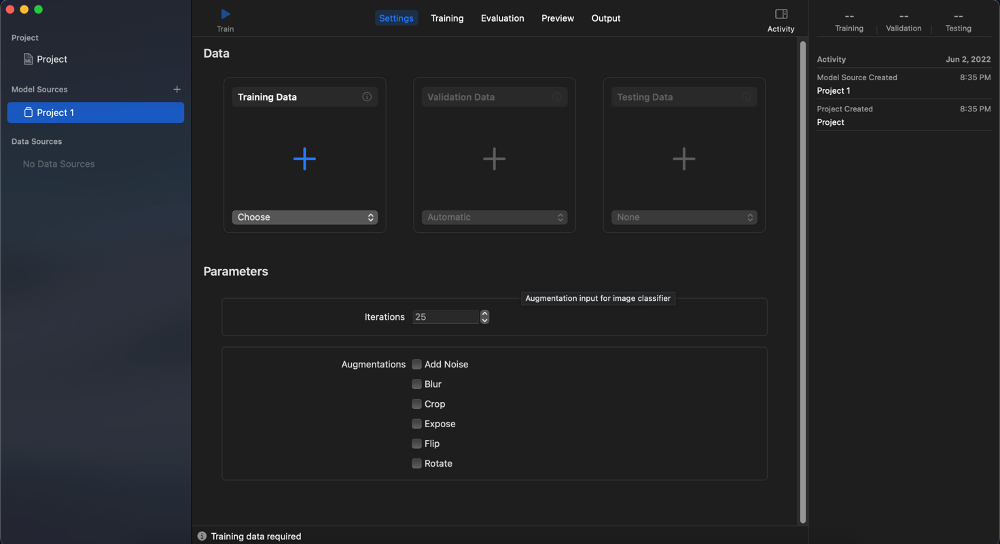 Project
Project
Model Sources
Project 1
Data Sources
No Data Sources
Train
Settings Training Evaluation Preview Output
Activity
Data
Training Data
Choose
Validation Data
Automatic
Testing Data
None
Parameters
Augmentation input for image classifier
Iterations 25
Augmentations Add Noise
Blur
Crop
Expose
Flip
Rotate
Training data required
-- -- --
Training Validation Testing
Activity Jun 2, 2022
Model Source Created 8:35 PM
Project 1
Project Created 8:35 PM
Project